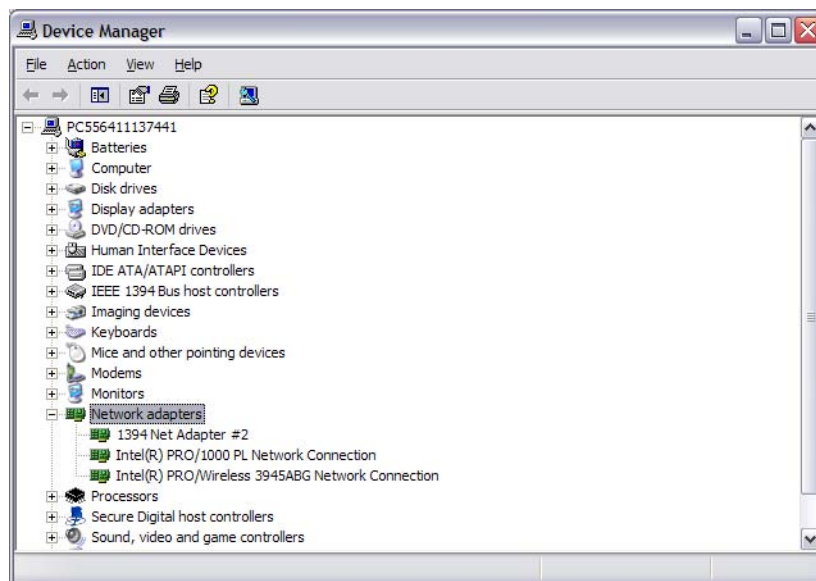 Device Manager
File Action View Help
PC556411137441
Batteries
Computer
Disk drives
Display adapters
DVD/CD-ROM drives
Human Interface Devices
IDE ATA/ATAPI controllers
IEEE 1394 Bus host controllers
Imaging devices
Keyboards
Mice and other pointing devices
Modems
Monitors
Network adapters
1394 Net Adapter #2
Intel(R) PRO/1000 PL Network Connection
Intel(R) PRO/Wireless 3945ABG Network Connection
Processors
Secure Digital host controllers
Sound, video and game controllers